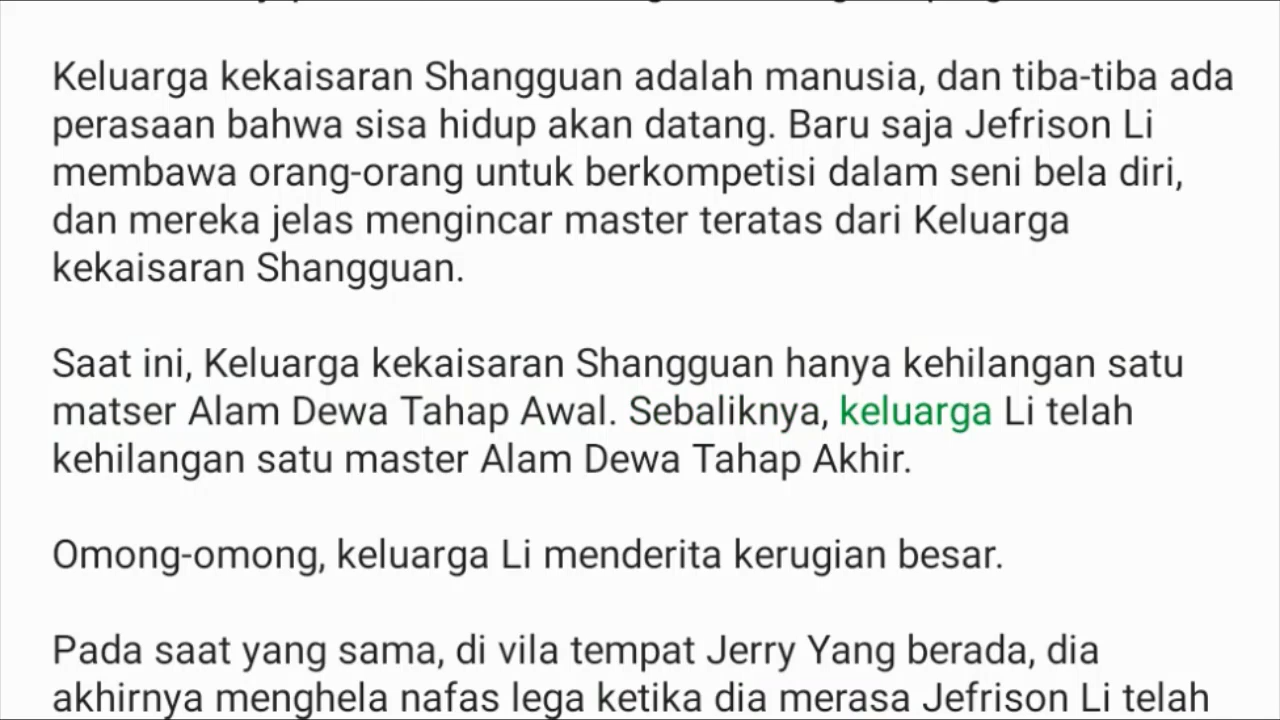 Keluarga kekaisaran Shangguan adalah manusia, dan tiba-tiba ada
perasaan bahwa sisa hidup akan datang. Baru saja Jefrison Li
membawa orang-orang untuk berkompetisi dalam seni bela diri,
dan mereka jelas mengincar master teratas dari Keluarga
kekaisaran Shangguan.
Saat ini, Keluarga kekaisaran Shangguan hanya kehilangan satu
matser Alam Dewa Tahap Awal. Sebaliknya, keluarga Li telah
kehilangan satu master Alam Dewa Tahap Akhir.
Omong-omong, keluarga Li menderita kerugian besar.
Pada saat yang sama, di vila tempat Jerry Yang berada, dia
akhirnya menghela nafas lega ketika dia merasa Jefrison Li telah